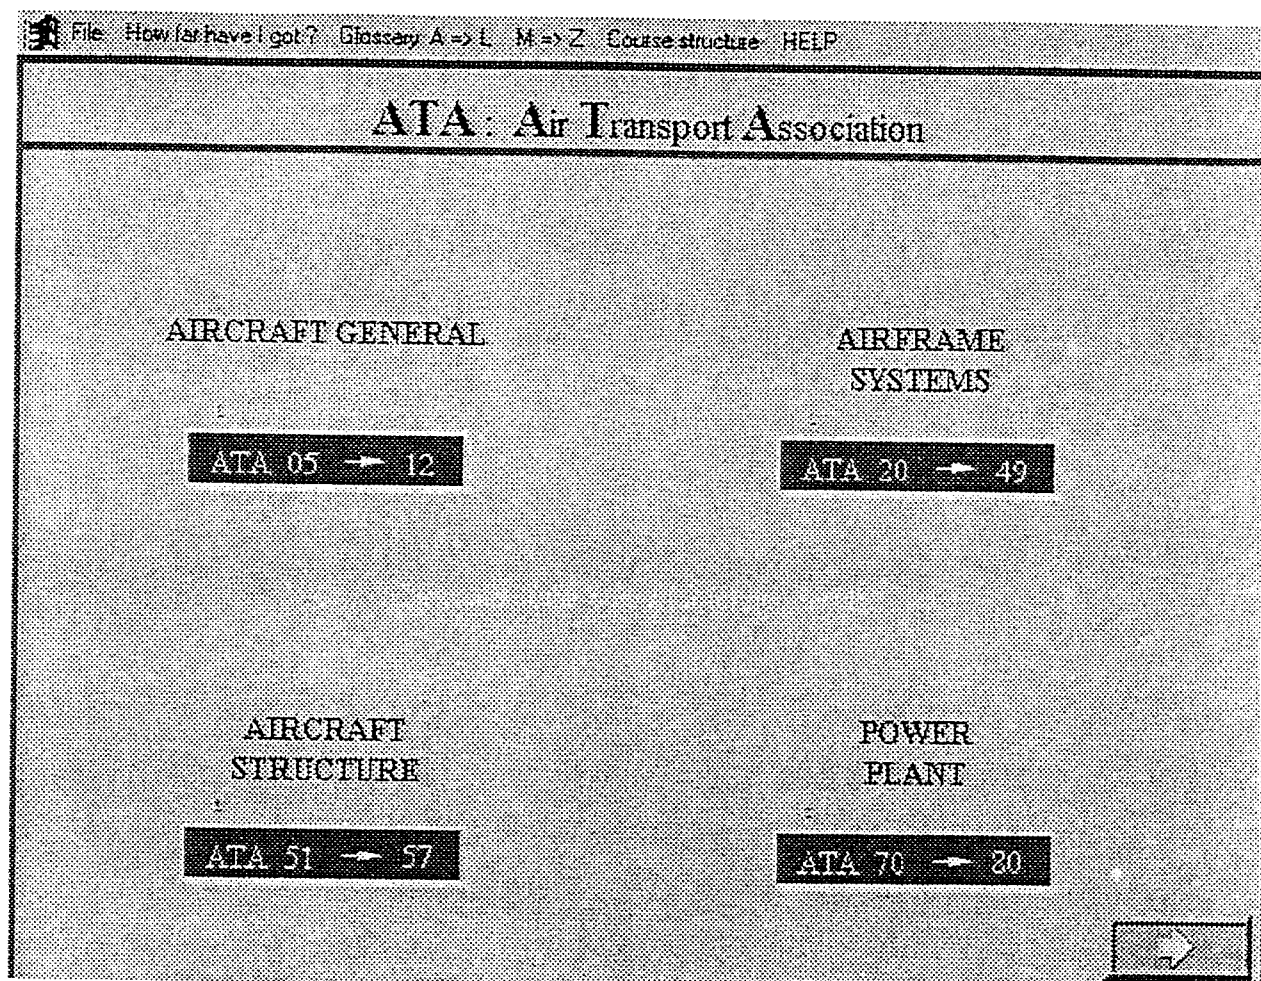 File How far have I got ? Glossary A => L M => Z Course structure HELP
ATA : Air Transport Association
AIRCRAFT GENERAL
ATA 05 → 12
AIRFRAME
SYSTEMS
ATA 20 → 49
AIRCRAFT
STRUCTURE
ATA 51 → 57
POWER
PLANT
ATA 70 → 80